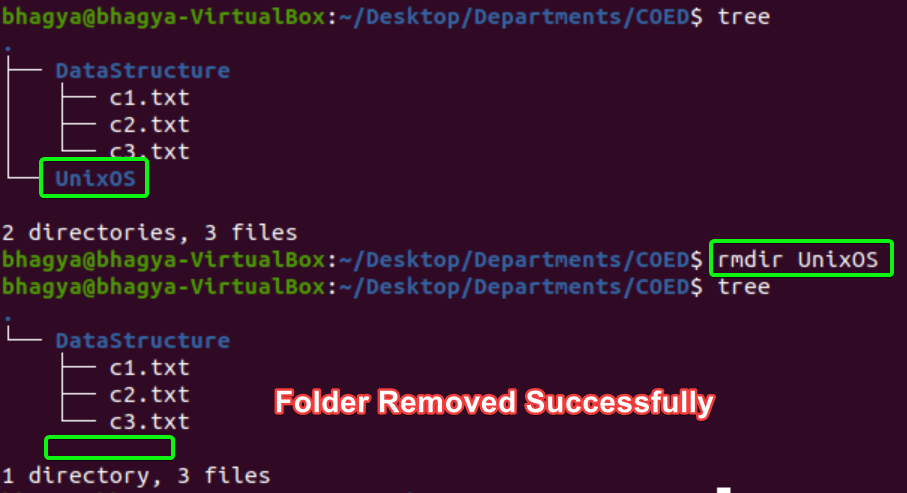 bhagya@bhagya-VirtualBox:~/Desktop/Departments/COED$ tree
.
├── DataStructure
│   ├── c1.txt
│   ├── c2.txt
│   └── c3.txt
└── UnixOS
2 directories, 3 files
bhagya@bhagya-VirtualBox:~/Desktop/Departments/COED$ rmdir UnixOS
bhagya@bhagya-VirtualBox:~/Desktop/Departments/COED$ tree
.
└── DataStructure
    ├── c1.txt
    ├── c2.txt
    └── c3.txt
Folder Removed Successfully
1 directory, 3 files